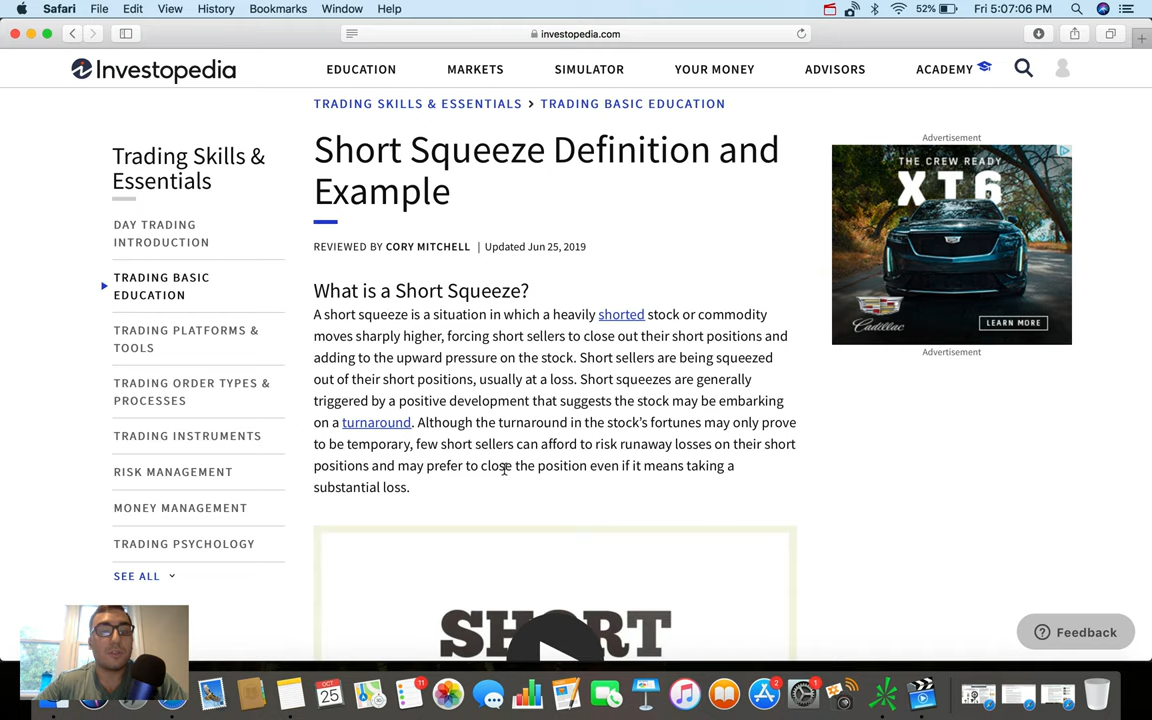 Safari File Edit View History Bookmarks Window Help 52% Fri 5:07:06 PM
investopedia.com
Investopedia EDUCATION MARKETS SIMULATOR YOUR MONEY ADVISORS ACADEMY
TRADING SKILLS & ESSENTIALS > TRADING BASIC EDUCATION
Trading Skills &
Essentials
DAY TRADING
INTRODUCTION
TRADING BASIC
EDUCATION
TRADING PLATFORMS &
TOOLS
TRADING ORDER TYPES &
PROCESSES
TRADING INSTRUMENTS
RISK MANAGEMENT
MONEY MANAGEMENT
TRADING PSYCHOLOGY
SEE ALL
Short Squeeze Definition and
Example
REVIEWED BY CORY MITCHELL | Updated Jun 25, 2019
What is a Short Squeeze?
A short squeeze is a situation in which a heavily shorted stock or commodity
moves sharply higher, forcing short sellers to close out their short positions and
adding to the upward pressure on the stock. Short sellers are being squeezed
out of their short positions, usually at a loss. Short squeezes are generally
triggered by a positive development that suggests the stock may be embarking
on a turnaround. Although the turnaround in the stock's fortunes may only prove
to be temporary, few short sellers can afford to risk runaway losses on their short
positions and may prefer to close the position even if it means taking a
substantial loss.
SHORT
Advertisement
THE CREW READY
XT6
Cadillac
LEARN MORE
Advertisement
Feedback
OCT
25
11
2
1